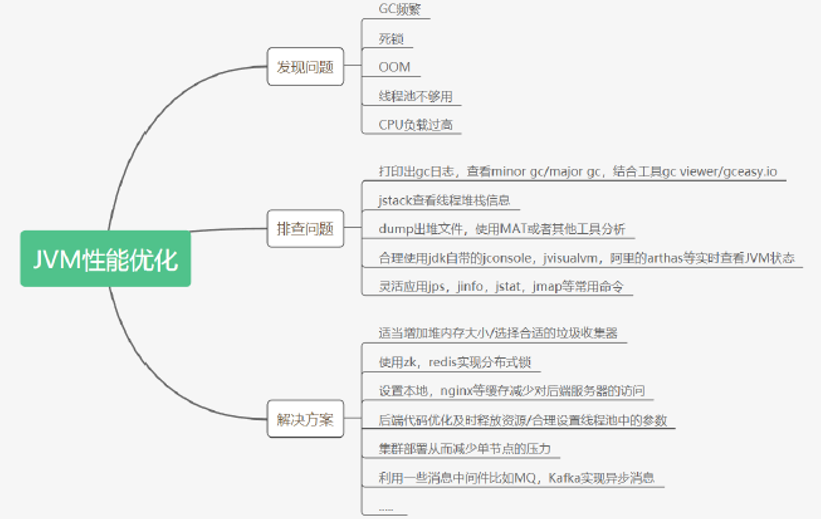 GC频繁
死锁
发现问题
OOM
线程池不够用
CPU负载过高
打印出gc日志，查看minor gc/major gc，结合工具gc viewer/gceasy.io
jstack查看线程堆栈信息
排查问题
dump出堆文件，使用MAT或者其他工具分析
JVM性能优化
合理使用jdk自带的jconsole，jvisualvm，阿里的arthas等实时查看JVM状态
灵活应用jps，jinfo，jstat，jmap等常用命令
适当增加堆内存大小/选择合适的垃圾收集器
使用zk，redis实现分布式锁
设置本地，nginx等缓存减少对后端服务器的访问
解决方案
后端代码优化及时释放资源/合理设置线程池中的参数
集群部署从而减少单节点的压力
利用一些消息中间件比如MQ，Kafka实现异步消息
......